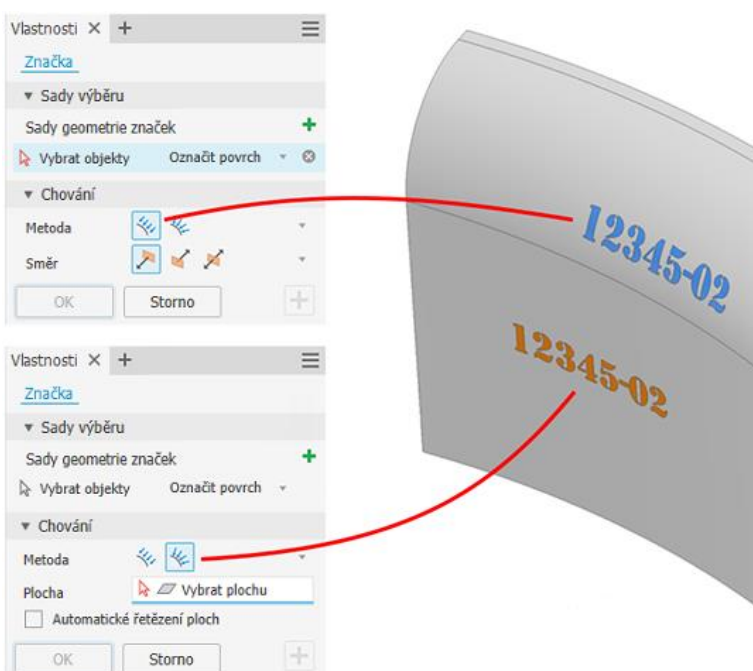 Vlastnosti × +
Značka
Sady výběru
Sady geometrie značek +
Vybrat objekty Označit povrch
Chování
Metoda
Směr
OK Storno +
12345-02
12345-02
Vlastnosti × +
Značka
Sady výběru
Sady geometrie značek +
Vybrat objekty Označit povrch
Chování
Metoda
Plocha Vybrat plochu
Automatické řetězení ploch
OK Storno +